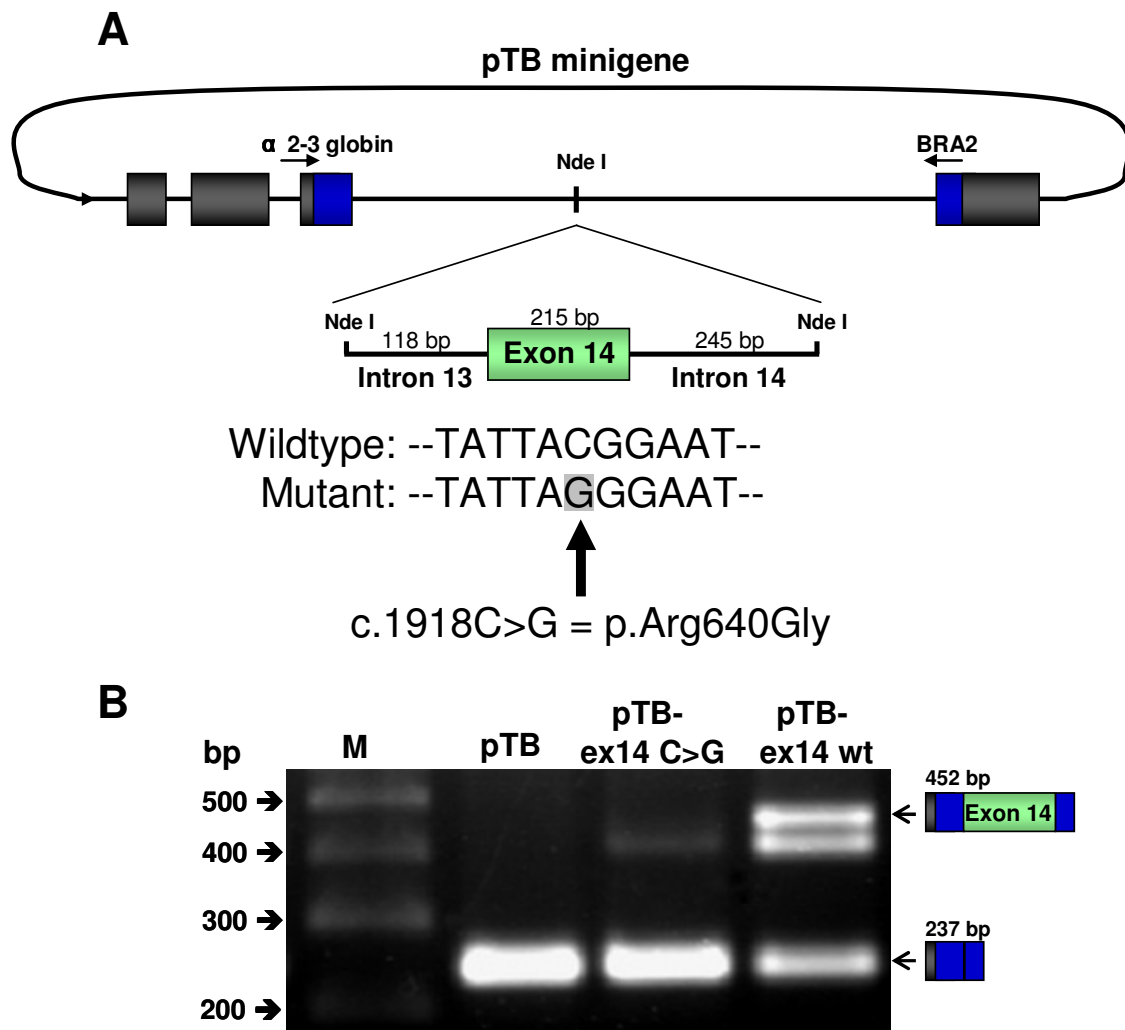 A
pTB minigene
α 2-3 globin
Nde I
BRA2
Nde I
215 bp
Nde I
118 bp
Exon 14
245 bp
Intron 13
Intron 14
Wildtype: --TATTACGGAAT--
Mutant: --TATTAGGGAAT--
c.1918C>G = p.Arg640Gly
B
bp
M
pTB
pTB-
ex14 C>G
pTB-
ex14 wt
500
400
300
200
452 bp
Exon 14
237 bp